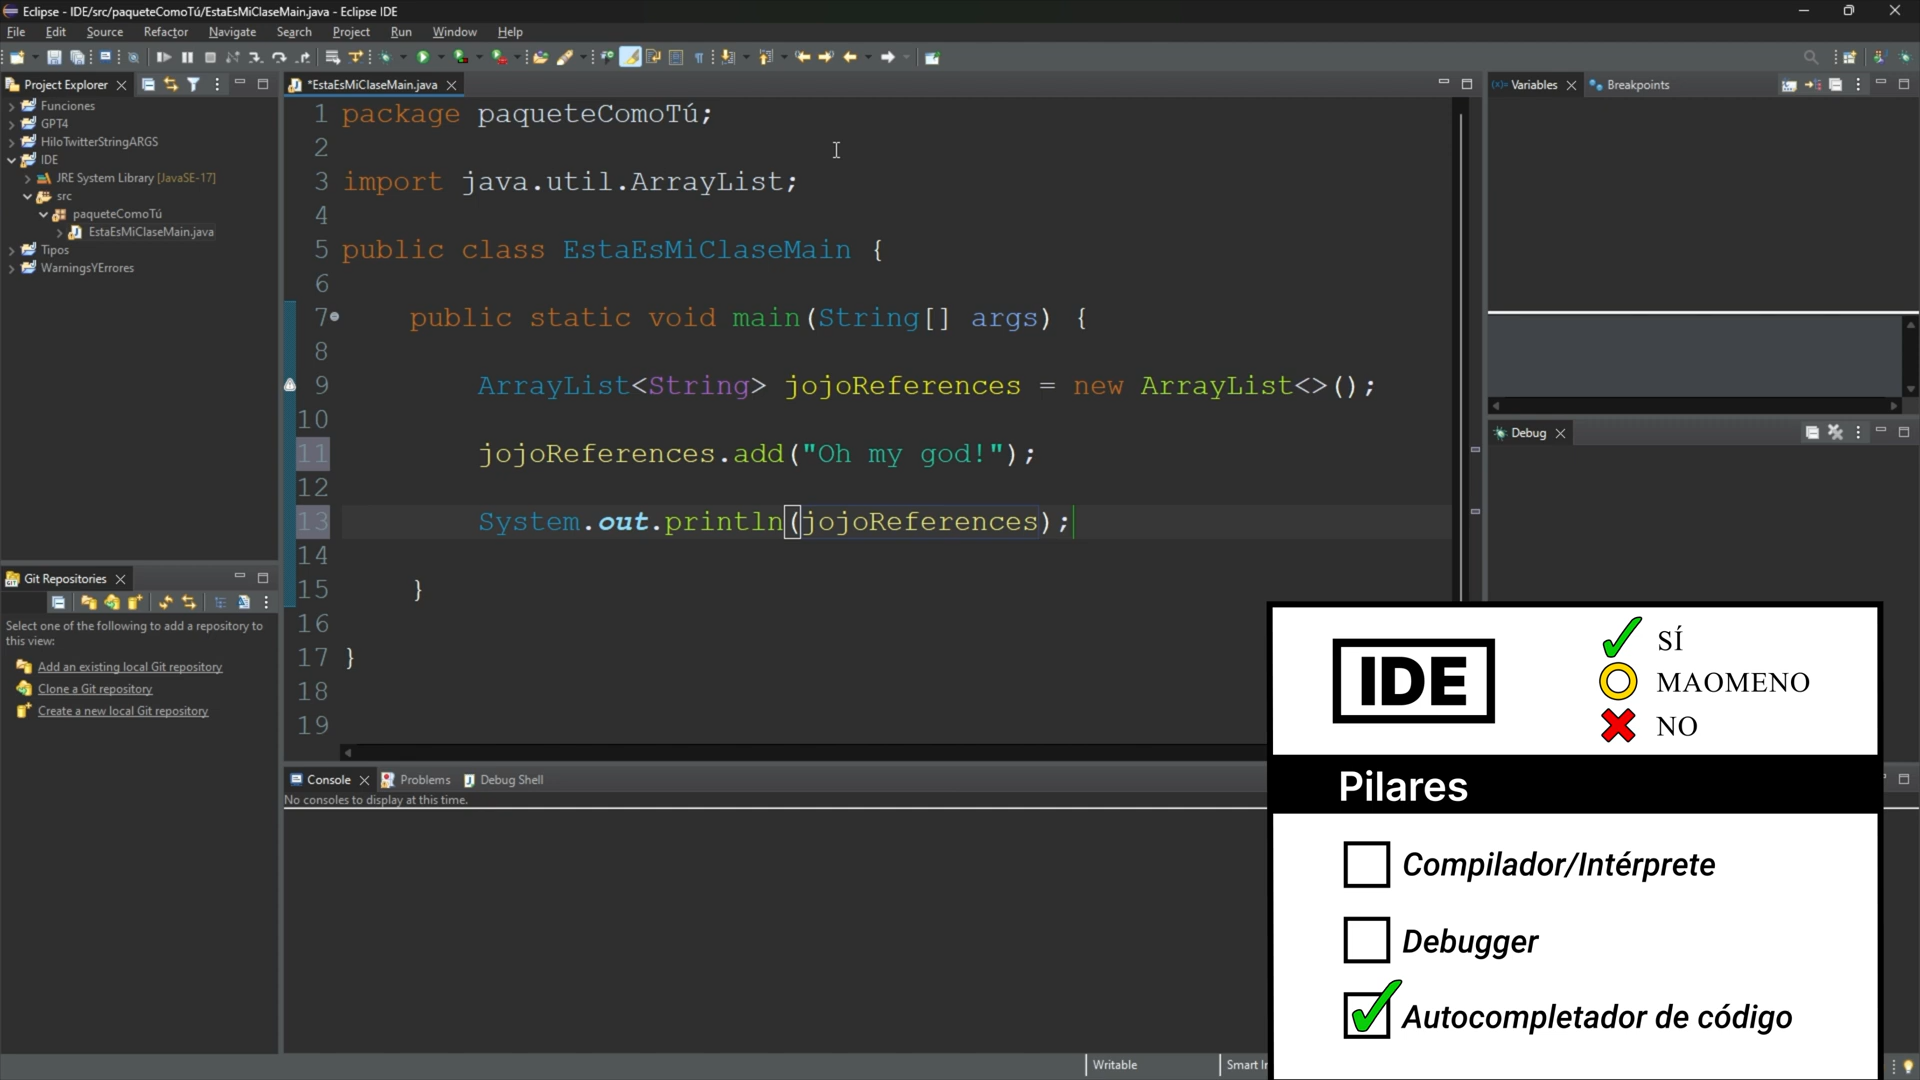 Eclipse - IDE/src/paqueteComoTú/EstaEsMiClaseMain.java - Eclipse IDE
File Edit Source Refactor Navigate Search Project Run Window Help
Project Explorer
Funciones
GPT4
HiloTwitterStringARGS
IDE
JRE System Library [JavaSE-17]
src
paqueteComoTú
EstaEsMiClaseMain.java
Tipos
WarningsYErrores
Git Repositories
Select one of the following to add a repository to
this view:
Add an existing local Git repository
Clone a Git repository
Create a new local Git repository
*EstaEsMiClaseMain.java
1 package paqueteComoTú;
2
3 import java.util.ArrayList;
4
5 public class EstaEsMiClaseMain {
6
7 public static void main(String[] args) {
8
9 ArrayList<String> jojoReferences = new ArrayList<>();
10
11 jojoReferences.add("Oh my god!");
12
13 System.out.println(jojoReferences);
14
15 }
16
17 }
18
19
Console Problems Debug Shell
No consoles to display at this time.
(x)= Variables Breakpoints
Debug
IDE
SÍ
MAOMENO
NO
Pilares
Compilador/Intérprete
Debugger
Autocompletador de código
Writable
Smart In